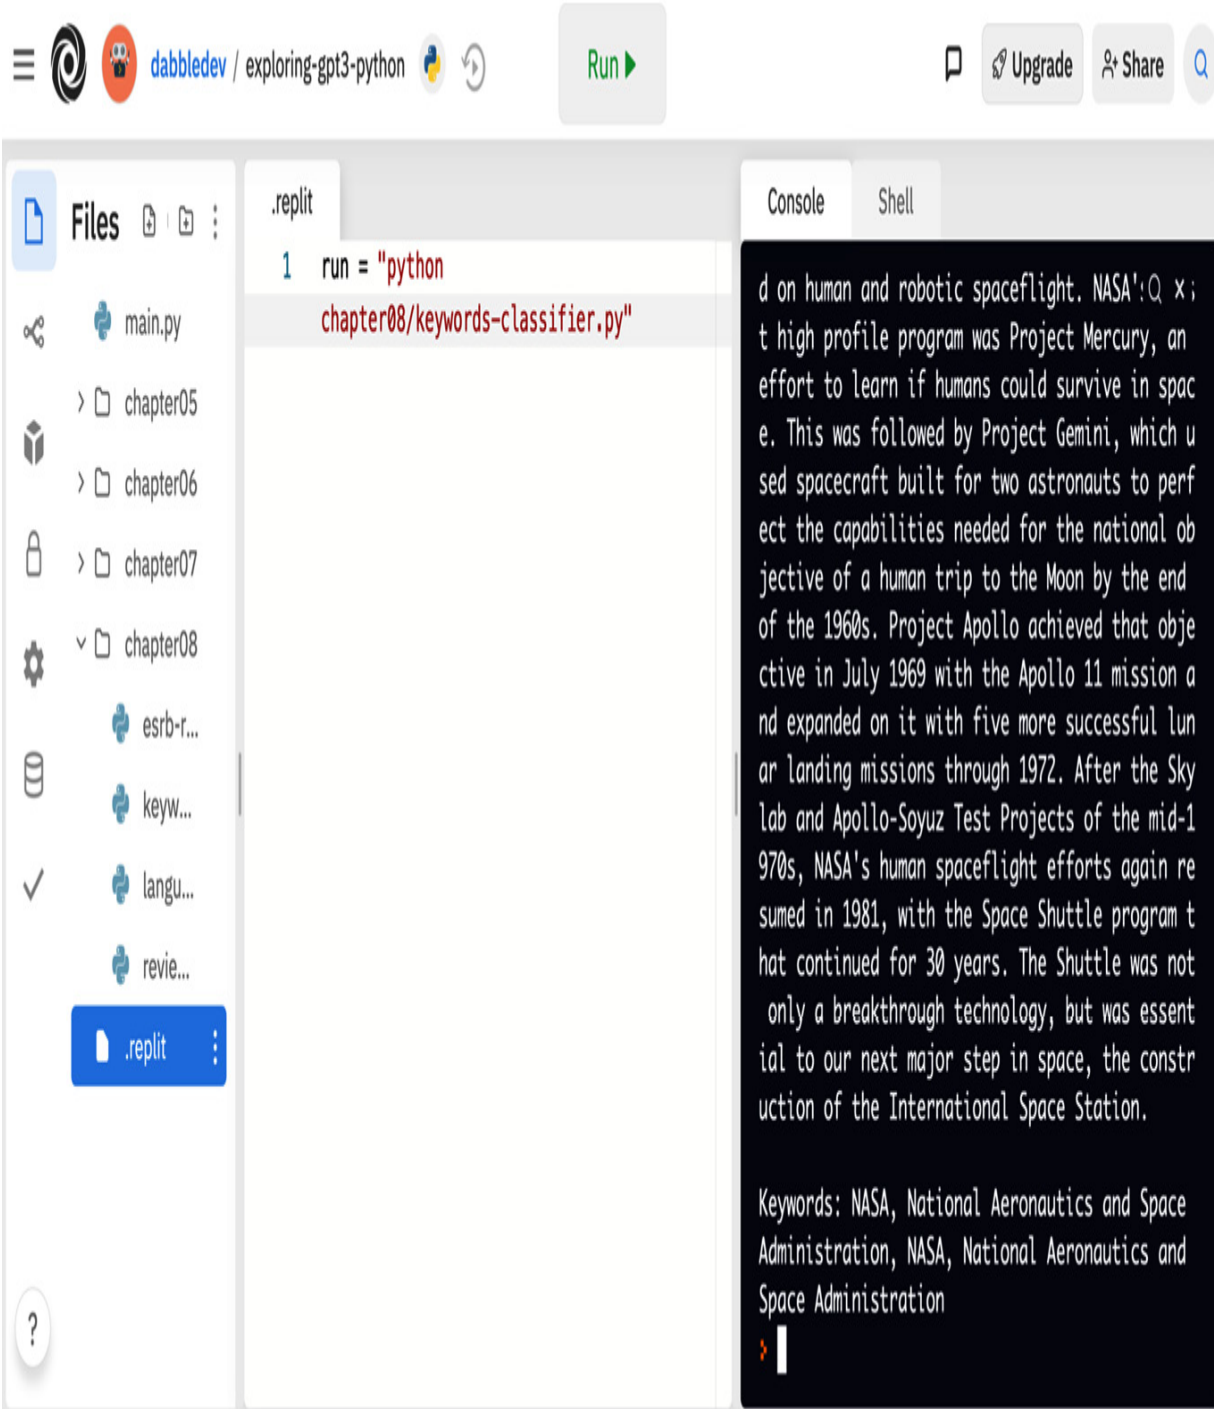 dabbledev / exploring-gpt3-python
Run
Upgrade
Share
Files
main.py
chapter05
chapter06
chapter07
chapter08
esrb-r...
keyw...
langu...
revie...
.replit
?
.replit
1 run = "python
chapter08/keywords-classifier.py"
Console
Shell
d on human and robotic spaceflight. NASA':
t high profile program was Project Mercury, an
effort to learn if humans could survive in spac
e. This was followed by Project Gemini, which u
sed spacecraft built for two astronauts to perf
ect the capabilities needed for the national ob
jective of a human trip to the Moon by the end
of the 1960s. Project Apollo achieved that obje
ctive in July 1969 with the Apollo 11 mission a
nd expanded on it with five more successful lun
ar landing missions through 1972. After the Sky
lab and Apollo-Soyuz Test Projects of the mid-1
970s, NASA's human spaceflight efforts again re
sumed in 1981, with the Space Shuttle program t
hat continued for 30 years. The Shuttle was not
only a breakthrough technology, but was essent
ial to our next major step in space, the constr
uction of the International Space Station.
Keywords: NASA, National Aeronautics and Space
Administration, NASA, National Aeronautics and
Space Administration
>